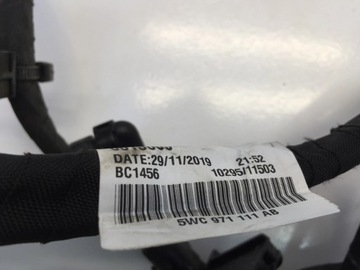 DATE:29/11/2019 21:52
BC1456 10295/11503
5WC 971 111 AB